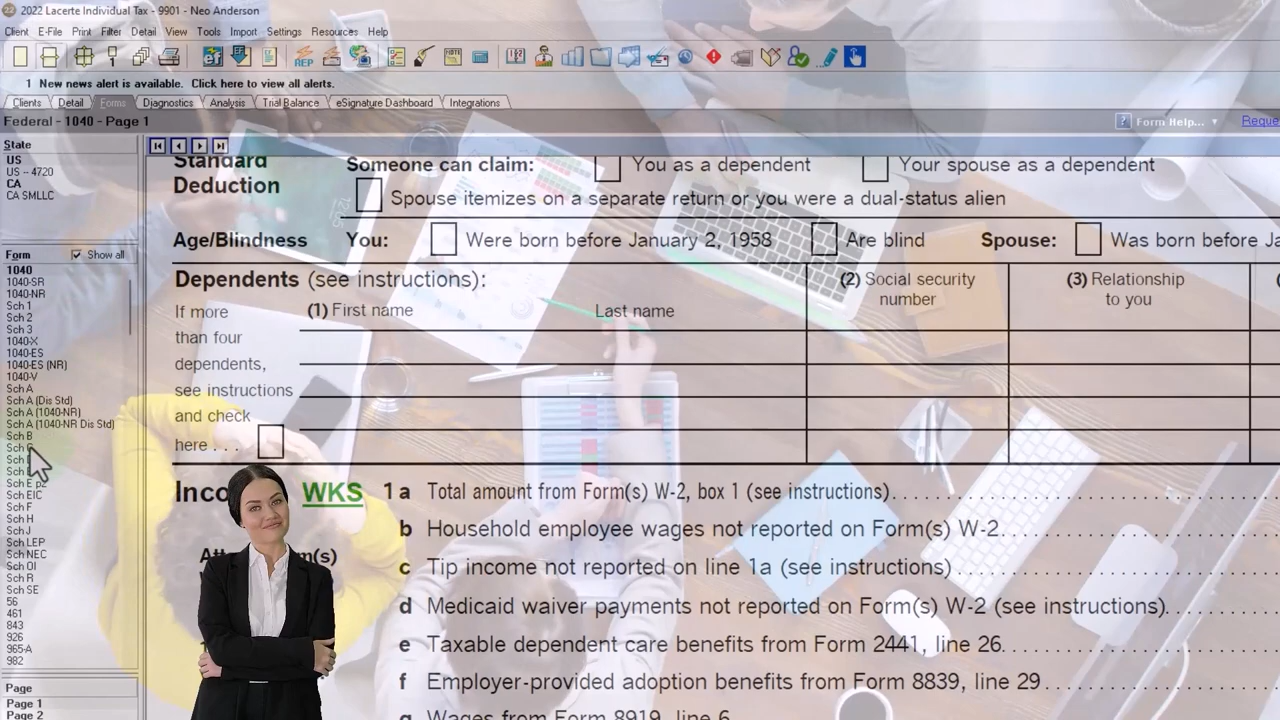 2022 Lacerte Individual Tax - 9901 - Neo Anderson
Client E-File Print Filter Detail View Tools Import Settings Resources Help
REP
1 New news alert is available. Click here to view all alerts.
Clients Detail Forms Diagnostics Analysis Trial Balance eSignature Dashboard Integrations
Federal - 1040 - Page 1
? Form Help...
State
US
US -- 4720
CA
CA SMLLC
Form Show all
1040
1040-SR
1040-NR
Sch 1
Sch 2
Sch 3
1040-X
1040-ES
1040-ES (NR)
1040-V
Sch A
Sch A (Dis Std)
Sch A (1040-NR)
Sch A (1040-NR Dis Std)
Sch B
Sch
Sch
Sch
Sch E
Sch EIC
Sch F
Sch H
Sch J
Sch LEP
Sch NEC
Sch OI
Sch R
Sch SE
56
461
843
926
965-A
982
Page
Page 1
Page 2
Standard
Deduction
Someone can claim: You as a dependent Your spouse as a dependent
Spouse itemizes on a separate return or you were a dual-status alien
Age/Blindness You: Were born before January 2, 1958 Are blind Spouse: Was born before
Dependents (see instructions):
(2) Social security
number
(3) Relationship
to you
(1) First name Last name
If more
than four
dependents,
see instructions
and check
here . . .
WKS 1a Total amount from Form(s) W-2, box 1 (see instructions)
b Household employee wages not reported on Form(s) W-2
c Tip income not reported on line 1a (see instructions)
d Medicaid waiver payments not reported on Form(s) W-2 (see instructions)
e Taxable dependent care benefits from Form 2441, line 26
f Employer-provided adoption benefits from Form 8839, line 29
g Wages from Form 8919, line 6